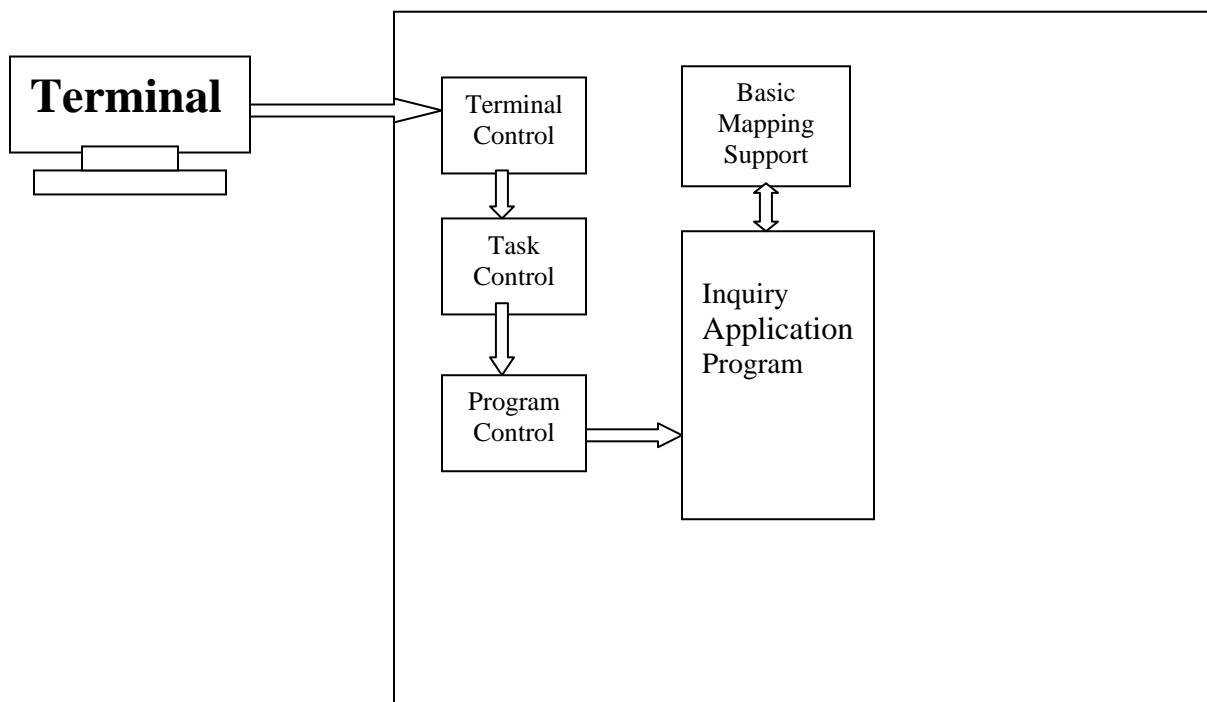 Terminal
Terminal
Control
Task
Control
Program
Control
Basic
Mapping
Support
Inquiry
Application
Program